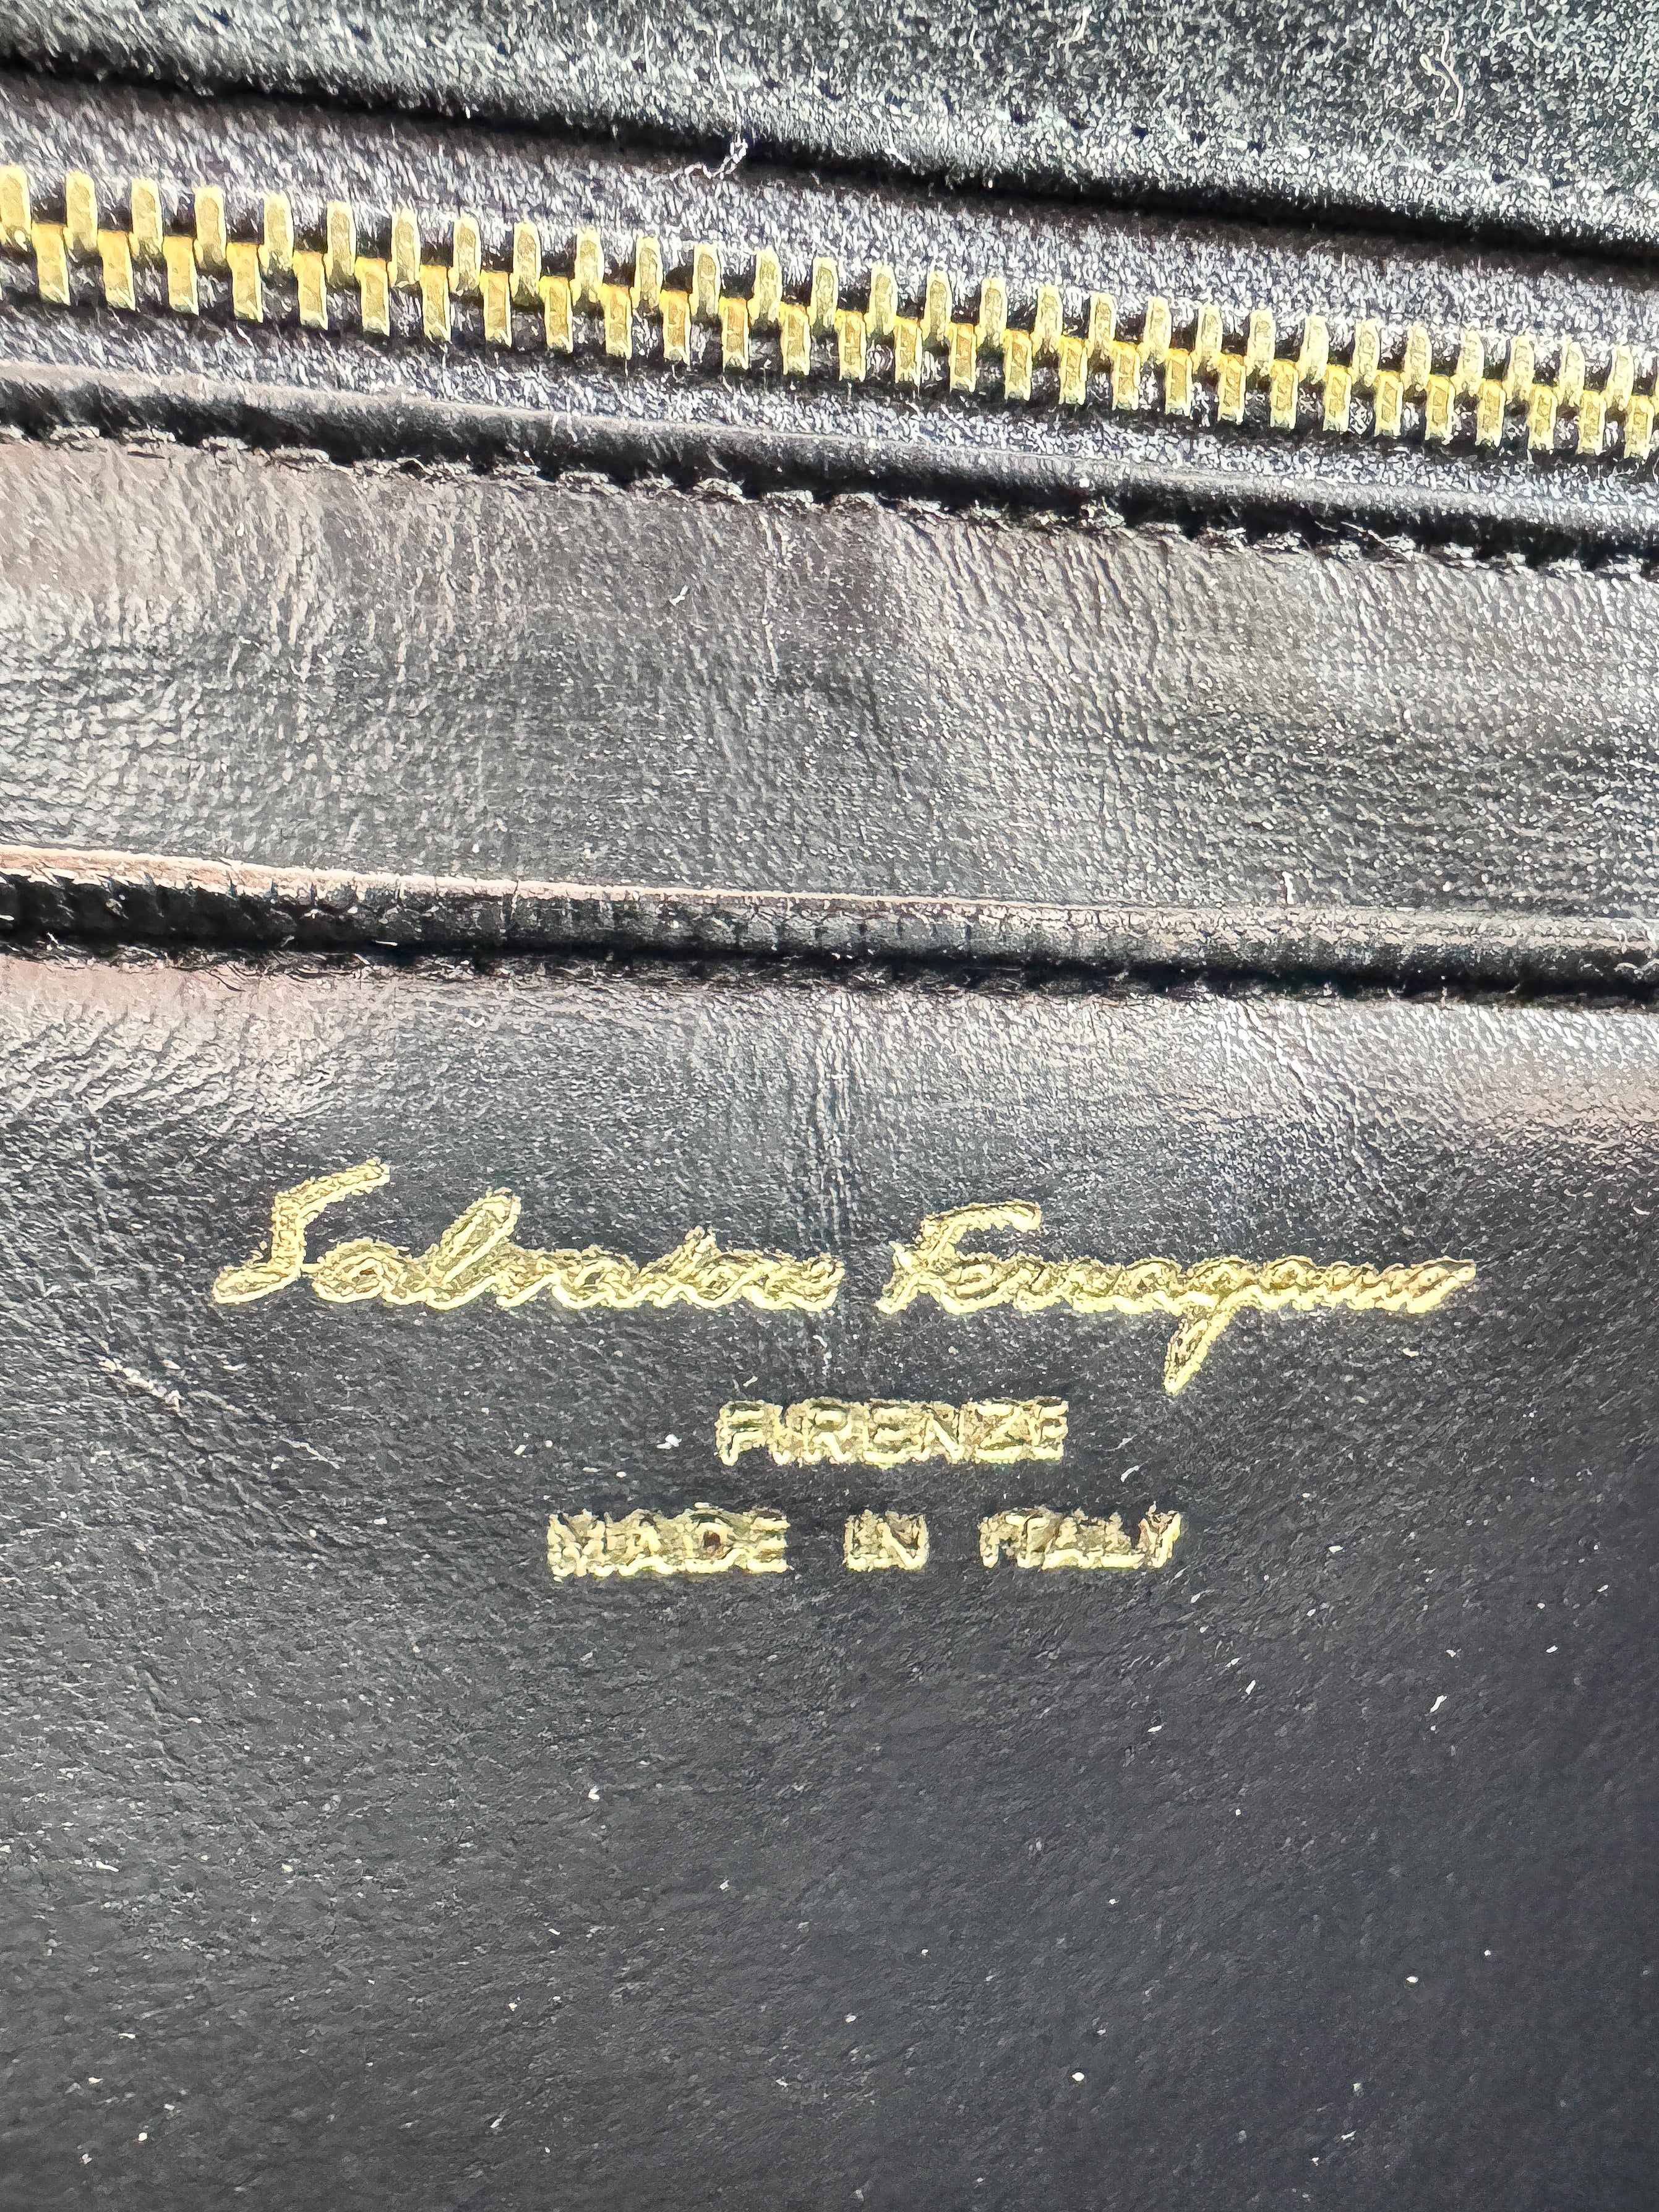 Salvatore Ferragamo
FIRENZE
MADE IN ITALY